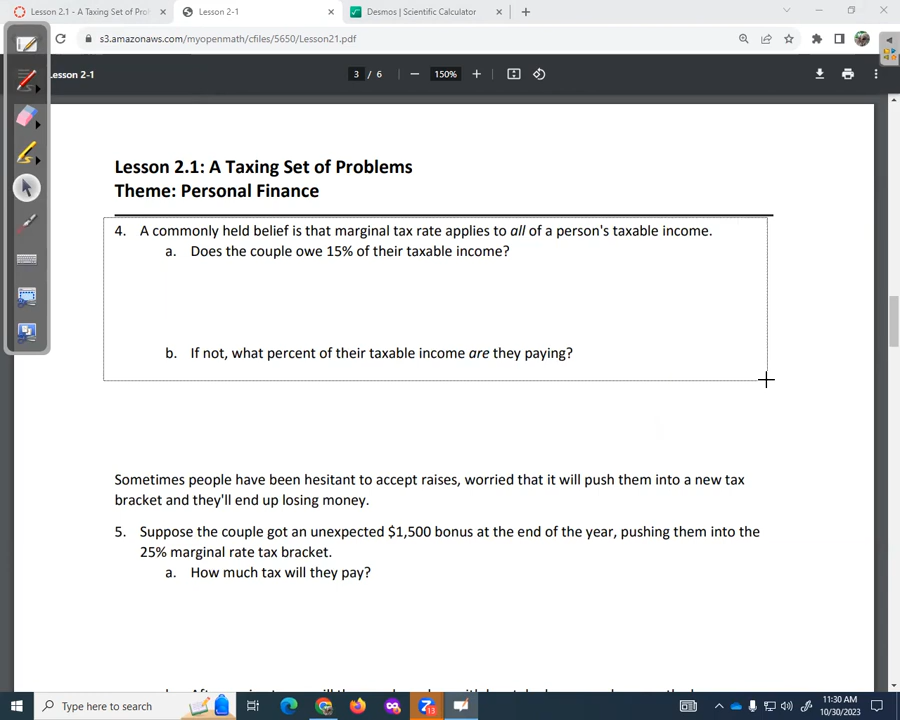 Lesson 2.1 - A Taxing Set of Prob
Lesson 2-1
Desmos | Scientific Calculator
s3.amazonaws.com/myopenmath/cfiles/5650/Lesson21.pdf
esson 2-1
3 / 6
150%
Lesson 2.1: A Taxing Set of Problems
Theme: Personal Finance
4. A commonly held belief is that marginal tax rate applies to all of a person's taxable income.
a. Does the couple owe 15% of their taxable income?
b. If not, what percent of their taxable income are they paying?
Sometimes people have been hesitant to accept raises, worried that it will push them into a new tax
bracket and they'll end up losing money.
5. Suppose the couple got an unexpected $1,500 bonus at the end of the year, pushing them into the
25% marginal rate tax bracket.
a. How much tax will they pay?
Type here to search
11:30 AM
10/30/2023